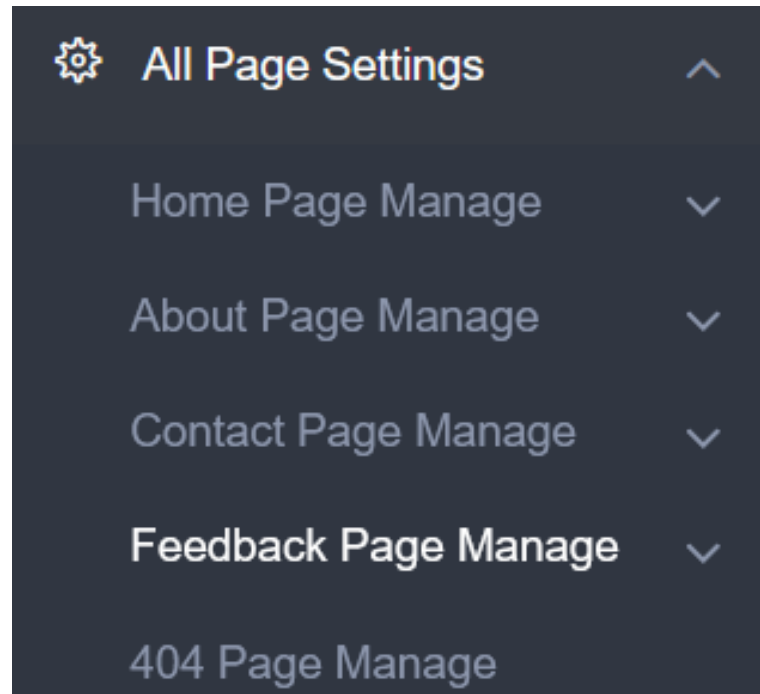 All Page Settings
Home Page Manage
About Page Manage
Contact Page Manage
Feedback Page Manage
404 Page Manage